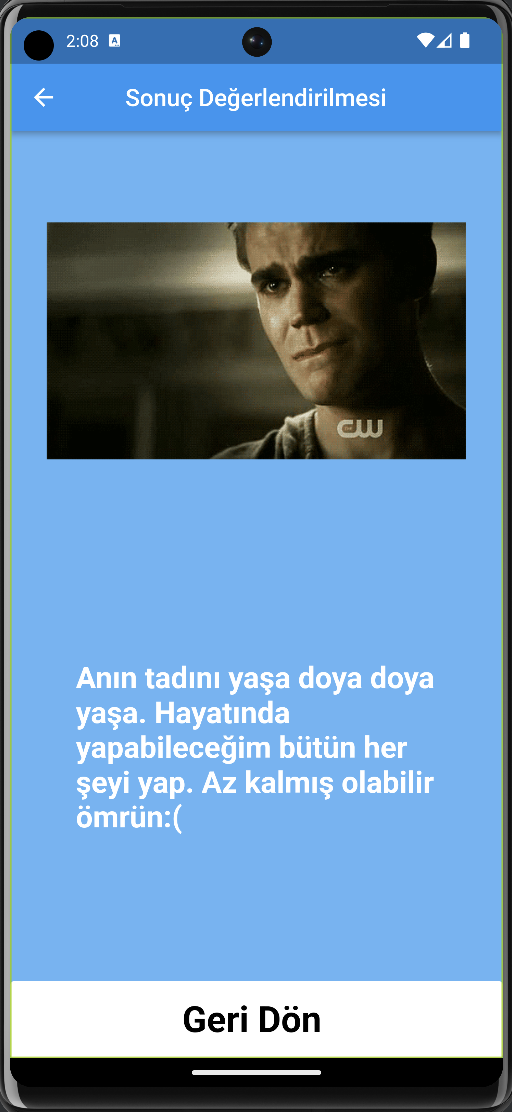 2:08 A
Sonuç Değerlendirilmesi
CW
Anın tadını yaşa doya doya
yaşa. Hayatında
yapabileceğim bütün her
şeyi yap. Az kalmış olabilir
ömrün:(
Geri Dön